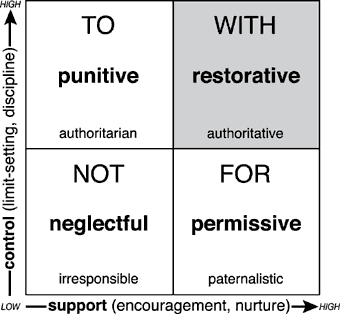 HIGH
TO
punitive
authoritarian
WITH
restorative
authoritative
NOT
neglectful
irresponsible
FOR
permissive
paternalistic
control (limit-setting, discipline)
LOW
support (encouragement, nurture)
HIGH